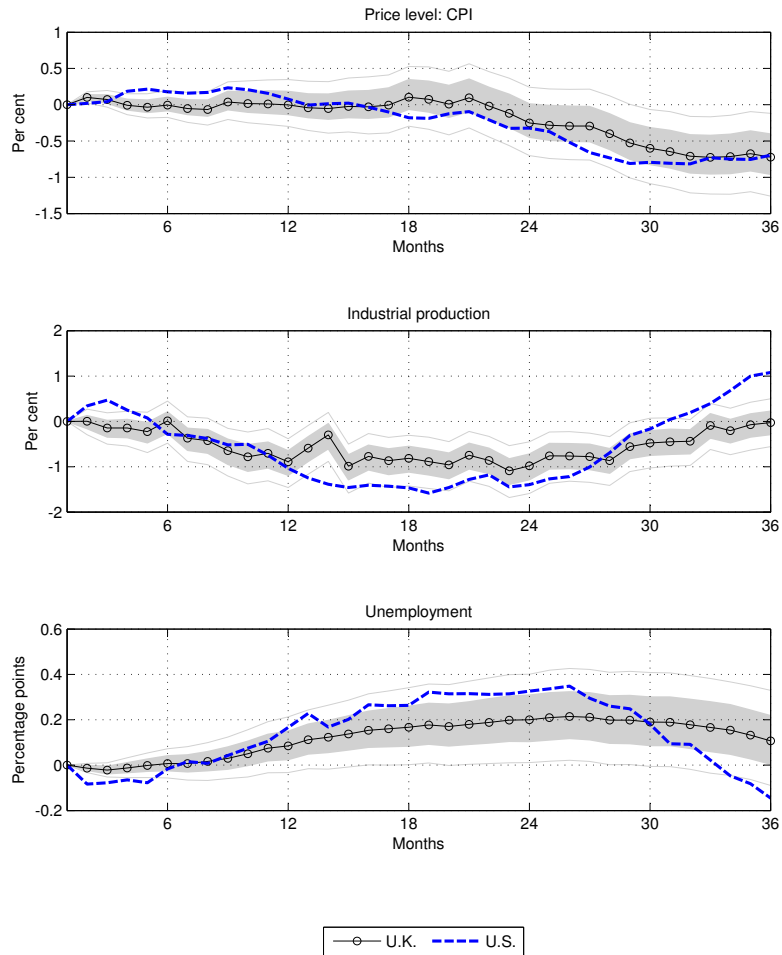 Price level: CPI
1
0.5
0
-0.5
-1
-1.5
Per cent
6 12 18 24 30 36
Months
Industrial production
2
1
0
-1
-2
Per cent
6 12 18 24 30 36
Months
Unemployment
0.6
0.4
0.2
0
-0.2
Percentage points
6 12 18 24 30 36
Months
U.K. U.S.